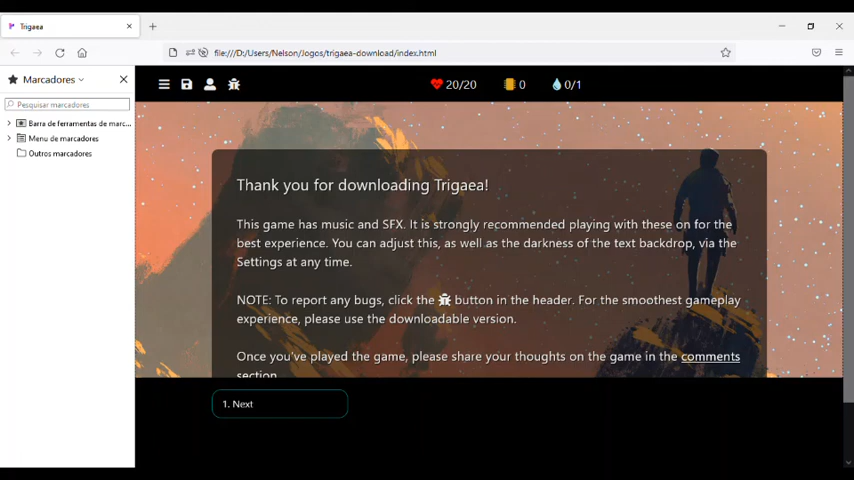 Trigaea
file:///D:/Users/Nelson/Jogos/trigaea-download/index.html
Marcadores
Pesquisar marcadores
Barra de ferramentas de marc...
Menu de marcadores
Outros marcadores
20/20 0 0/1
Thank you for downloading Trigaea!
This game has music and SFX. It is strongly recommended playing with these on for the
best experience. You can adjust this, as well as the darkness of the text backdrop, via the
Settings at any time.
NOTE: To report any bugs, click the button in the header. For the smoothest gameplay
experience, please use the downloadable version.
Once you've played the game, please share your thoughts on the game in the comments
section
1. Next